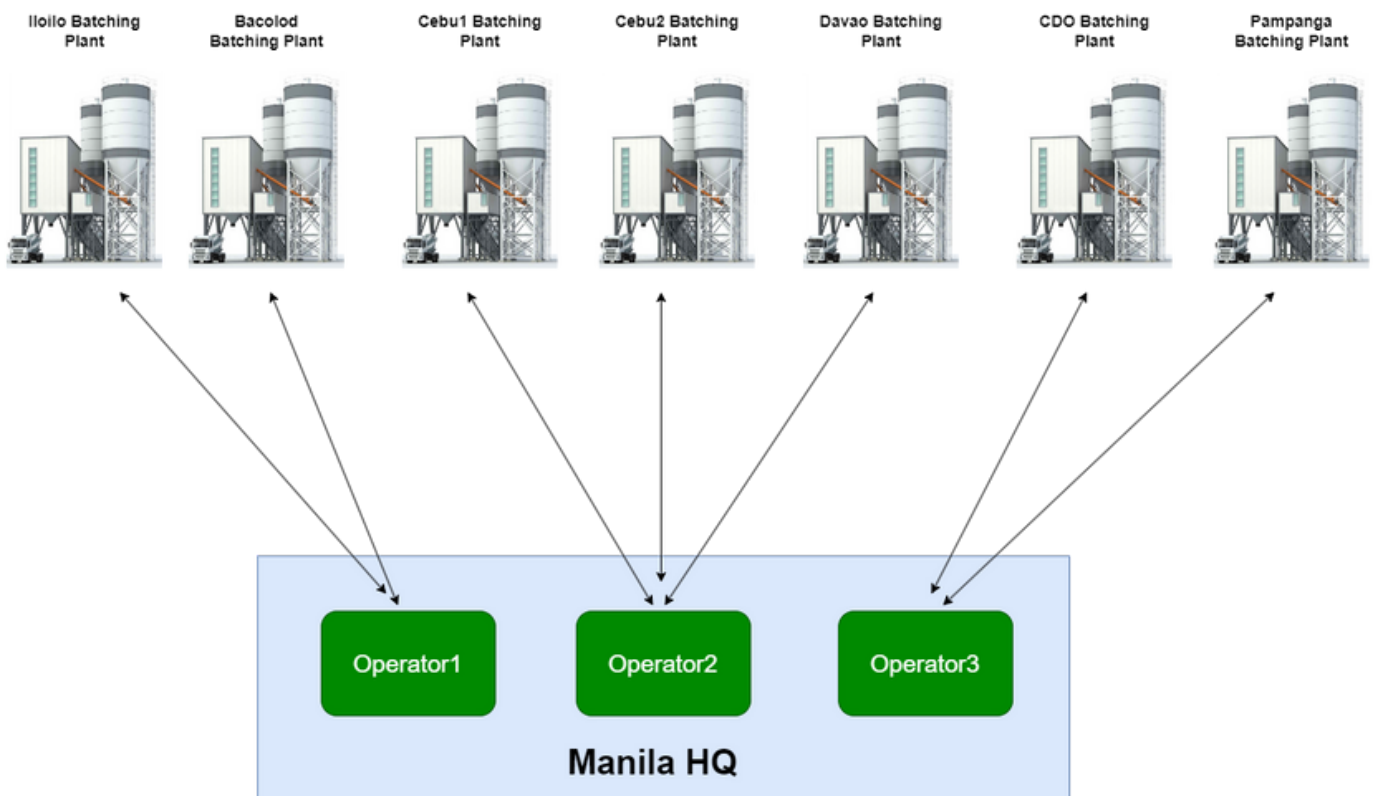 Iloilo Batching
Plant
Bacolod
Batching Plant
Cebu1 Batching
Plant
Cebu2 Batching
Plant
Davao Batching
Plant
CDO Batching
Plant
Pampanga
Batching Plant
Operator1
Operator2
Operator3
Manila HQ